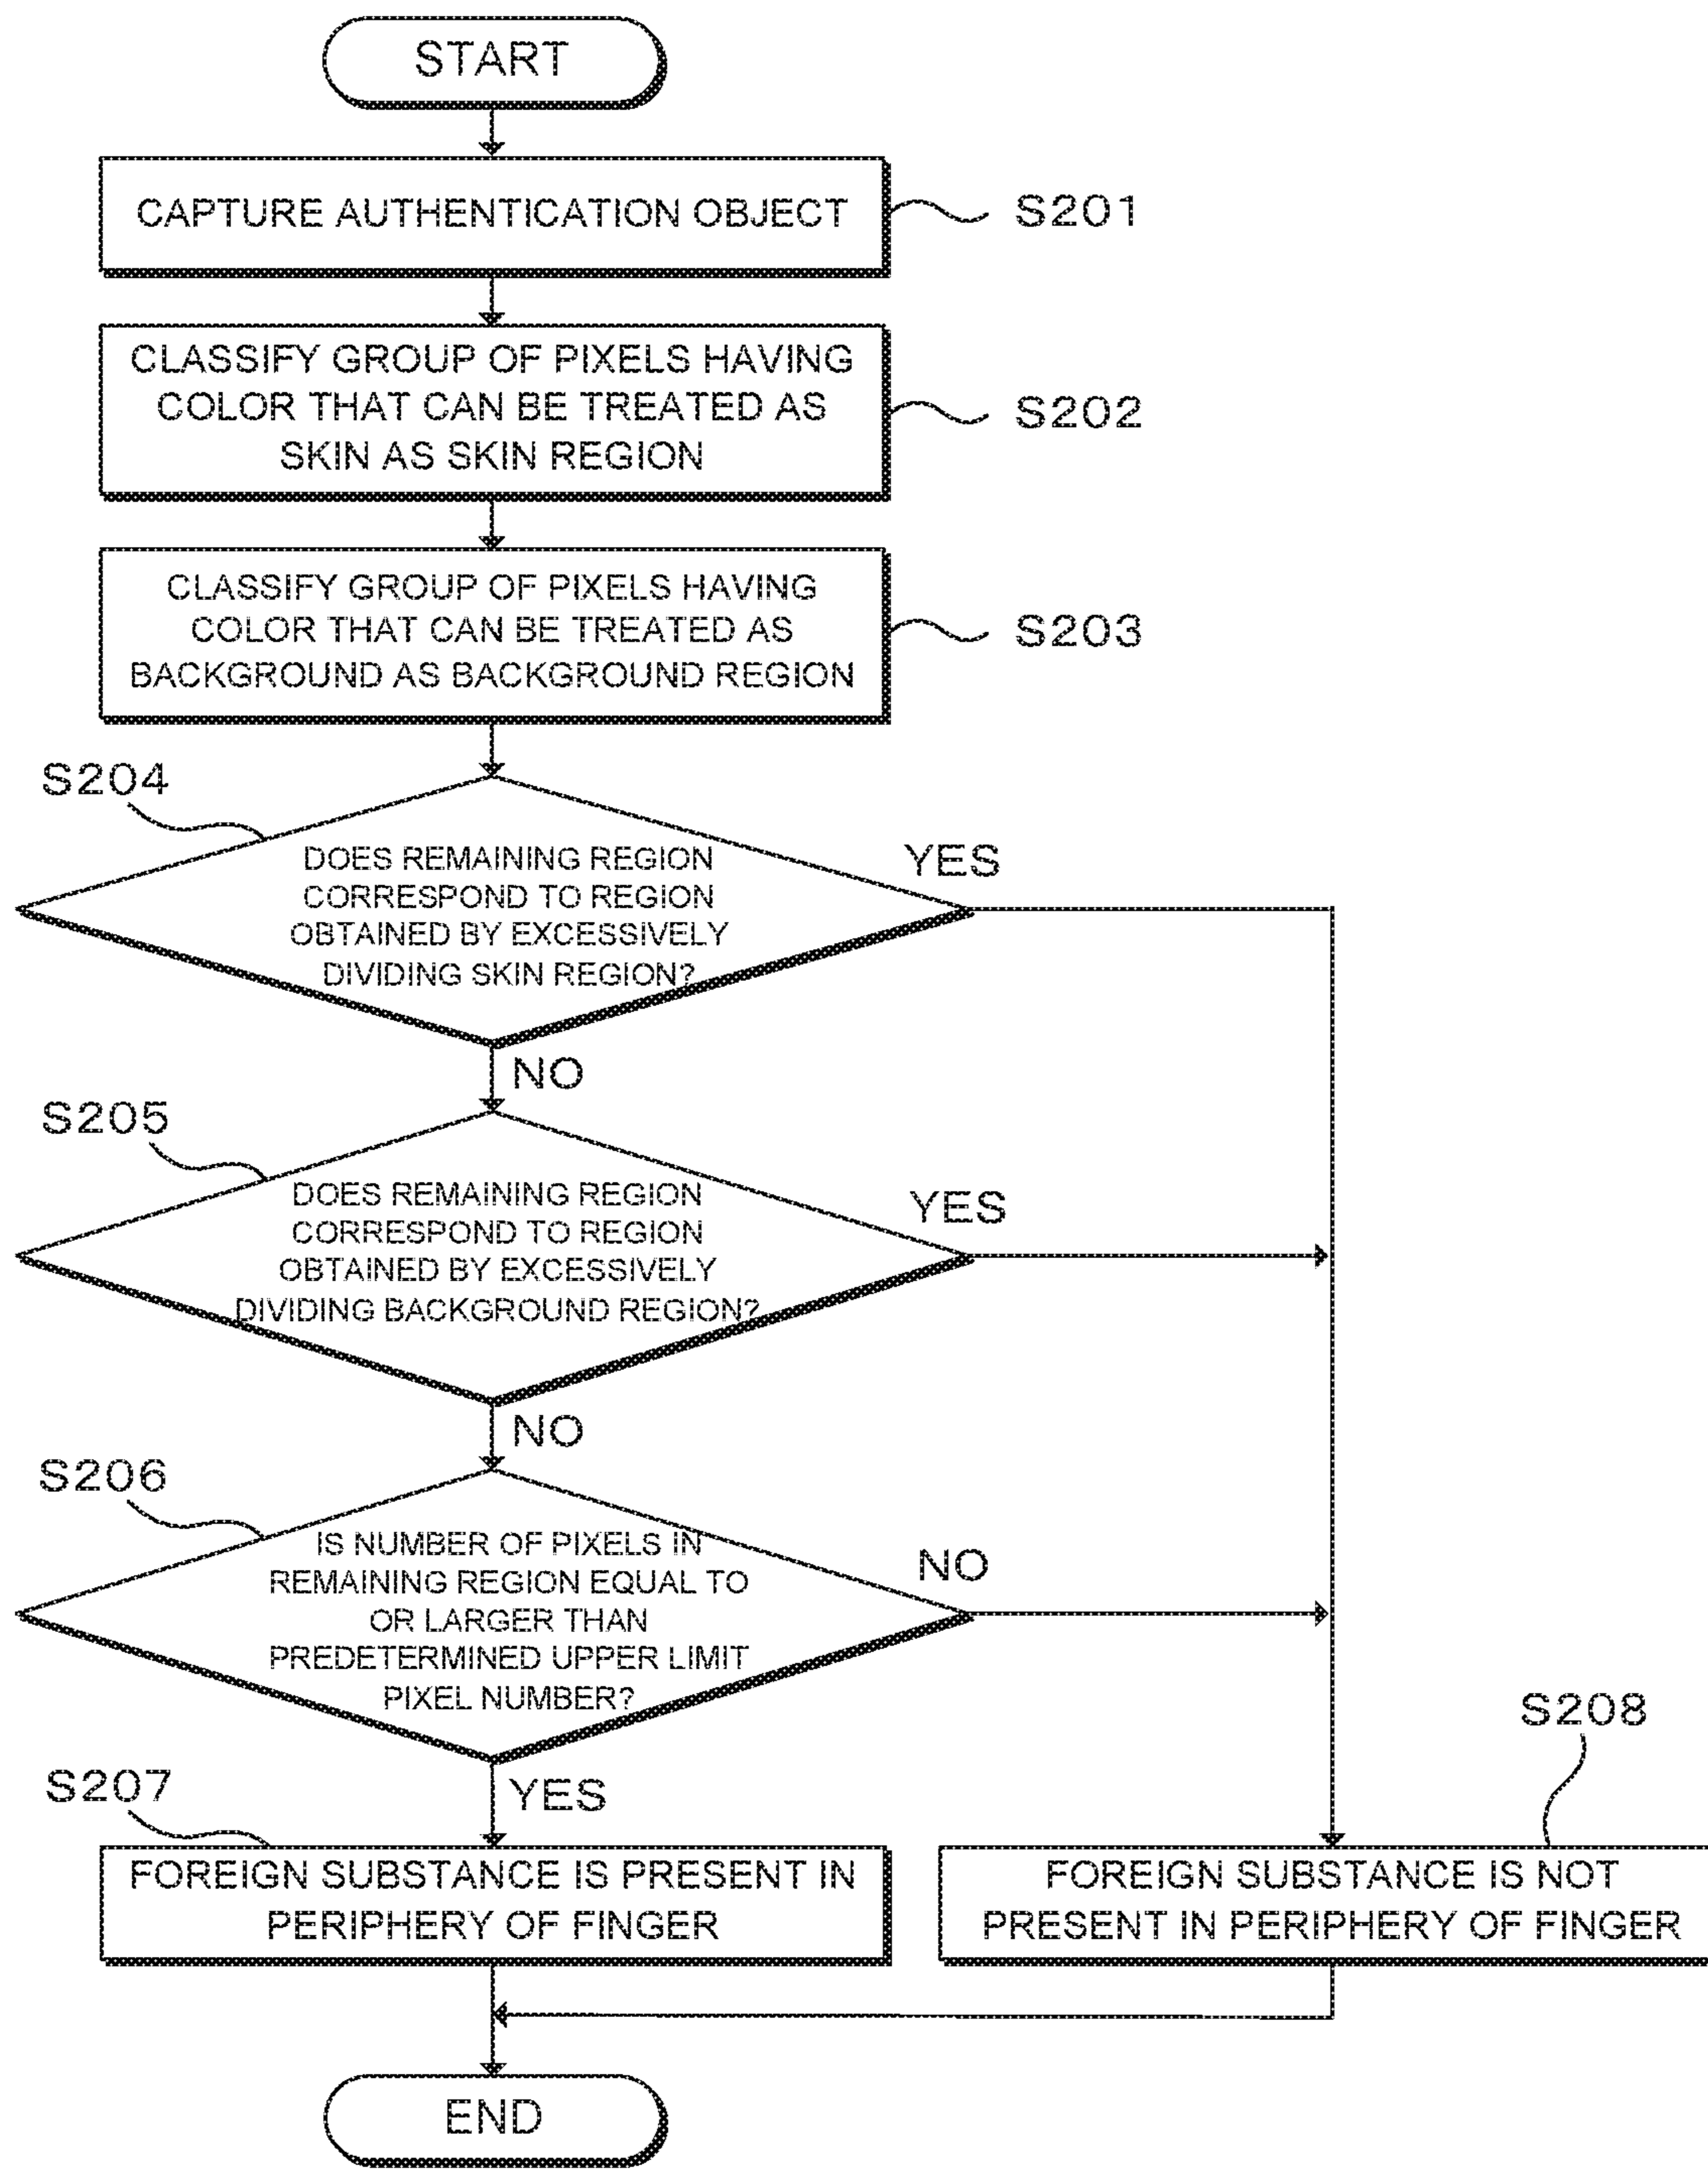 START
CAPTURE AUTHENTICATION OBJECT
S201
CLASSIFY GROUP OF PIXELS HAVING
COLOR THAT CAN BE TREATED AS
SKIN AS SKIN REGION
S202
CLASSIFY GROUP OF PIXELS HAVING
COLOR THAT CAN BE TREATED AS
BACKGROUND AS BACKGROUND REGION
S203
S204
DOES REMAINING REGION
CORRESPOND TO REGION
OBTAINED BY EXCESSIVELY
DIVIDING SKIN REGION?
YES
NO
S205
DOES REMAINING REGION
CORRESPOND TO REGION
OBTAINED BY EXCESSIVELY
DIVIDING BACKGROUND REGION?
YES
NO
S206
IS NUMBER OF PIXELS IN
REMAINING REGION EQUAL TO
OR LARGER THAN
PREDETERMINED UPPER LIMIT
PIXEL NUMBER?
NO
YES
S207
FOREIGN SUBSTANCE IS PRESENT IN
PERIPHERY OF FINGER
S208
FOREIGN SUBSTANCE IS NOT
PRESENT IN PERIPHERY OF FINGER
END